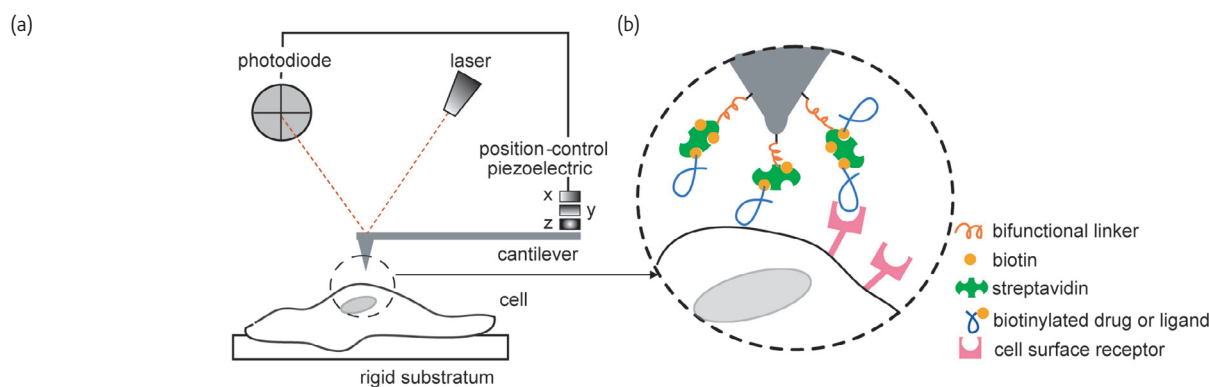 (a)
photodiode
laser
position-control
piezoelectric
x
y
z
cantilever
cell
rigid substratum
(b)
bifunctional linker
biotin
streptavidin
biotinylated drug or ligand
cell surface receptor